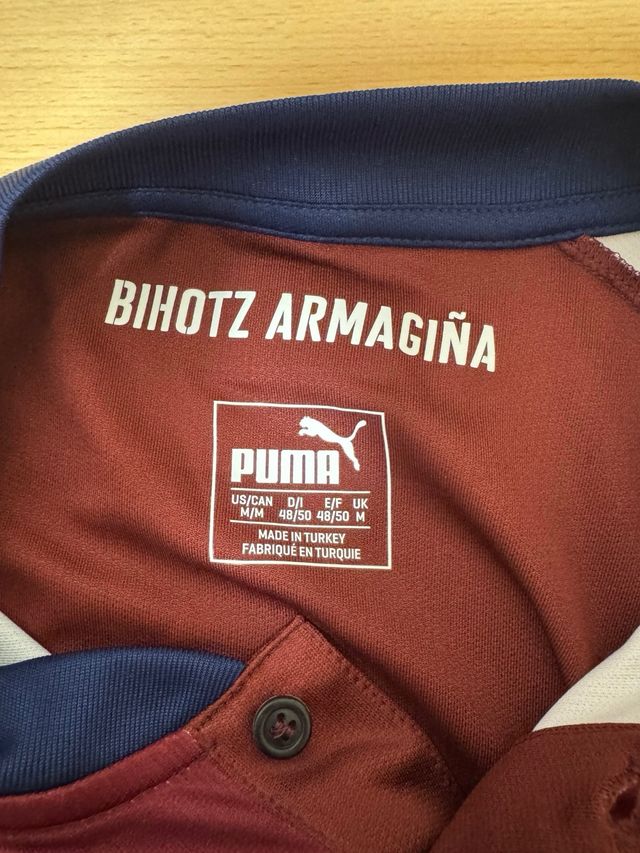 BIHOTZ ARMAGIÑA
PUMA
US/CAN D/I E/F UK
M/M 48/50 48/50 M
MADE IN TURKEY
FABRIQUÉ EN TURQUIE